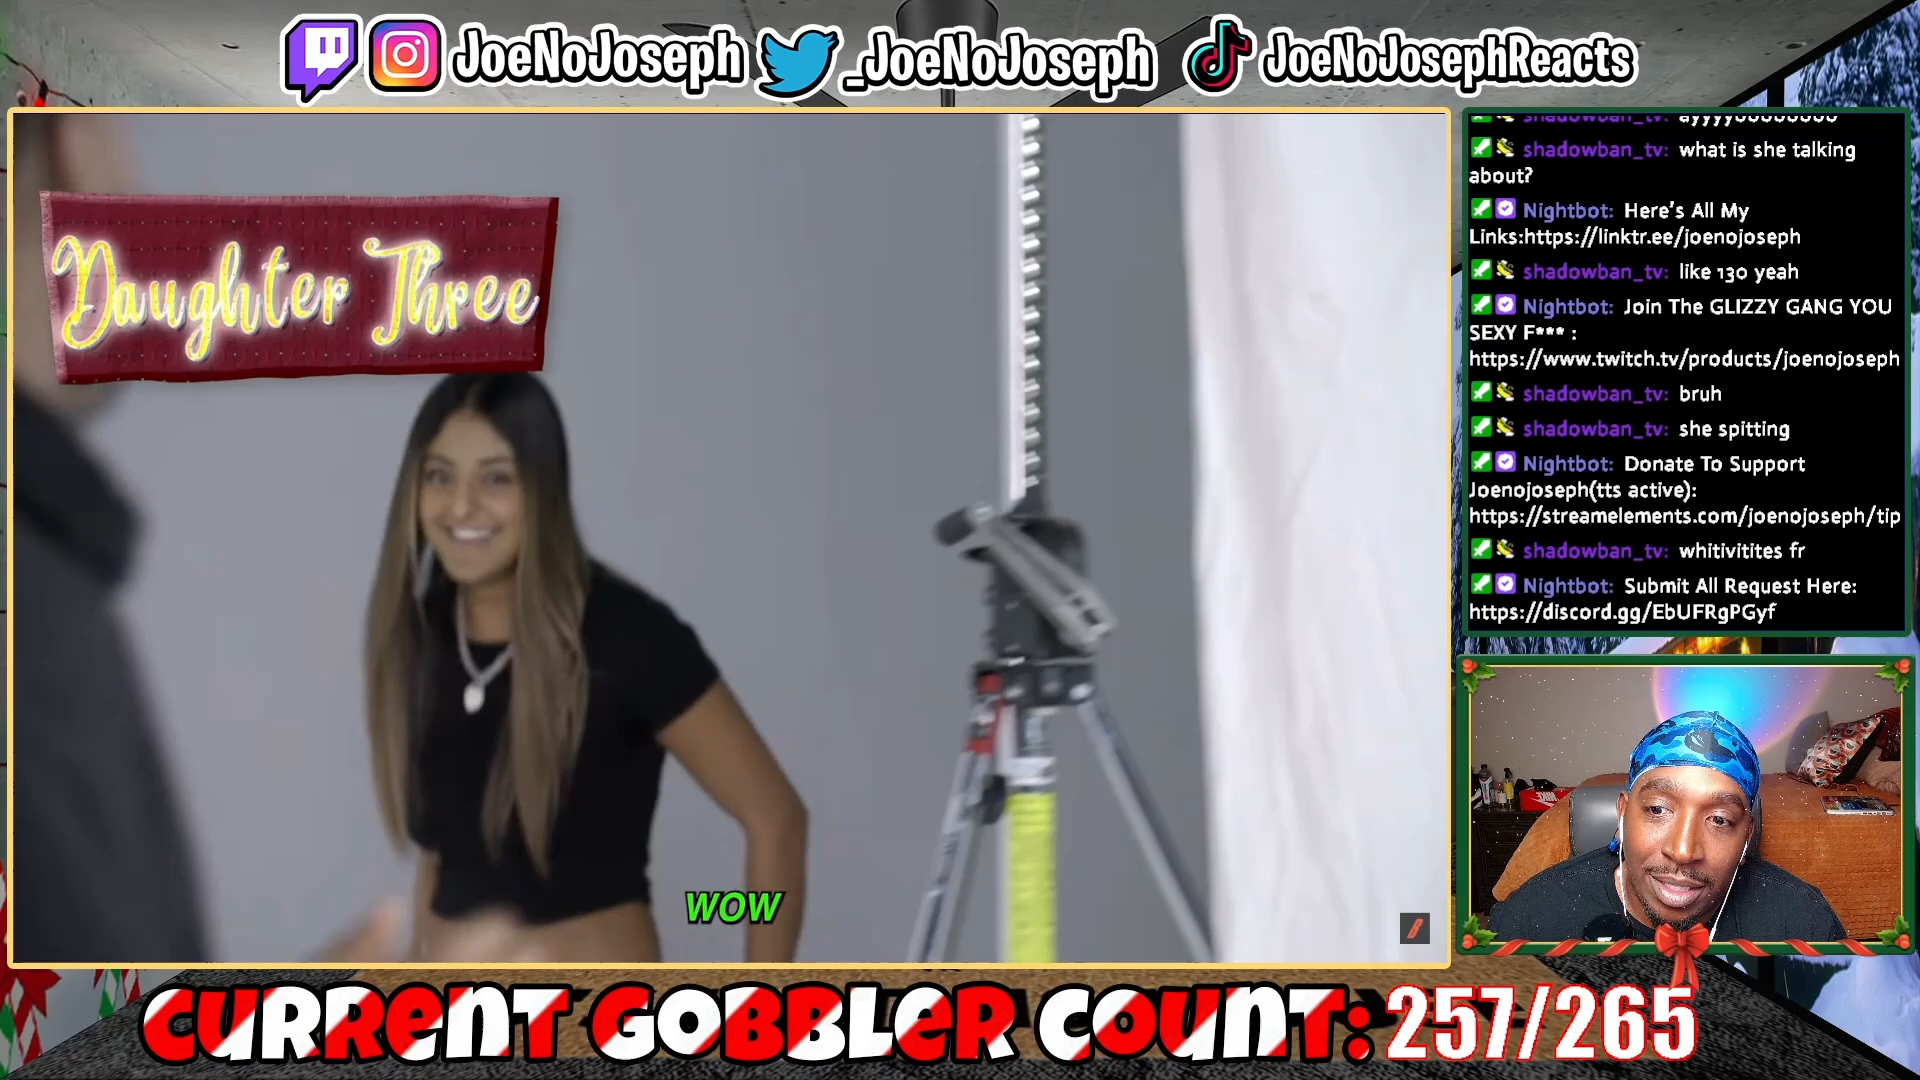 JoeNoJoseph
_JoeNoJoseph
JoeNoJosephReacts
Daughter Three
WOW
shadowban_tv: ayyyyoooooooo
shadowban_tv: what is she talking
about?
Nightbot: Here's All My
Links:https://linktr.ee/joenojoseph
shadowban_tv: like 130 yeah
Nightbot: Join The GLIZZY GANG YOU
SEXY F*** :
https://www.twitch.tv/products/joenojoseph
shadowban_tv: bruh
shadowban_tv: she spitting
Nightbot: Donate To Support
Joenojoseph(tts active):
https://streamelements.com/joenojoseph/tip
shadowban_tv: whitivitites fr
Nightbot: Submit All Request Here:
https://discord.gg/EbUFRgPGyf
CURRENT GOBBLER COUNT: 257/265